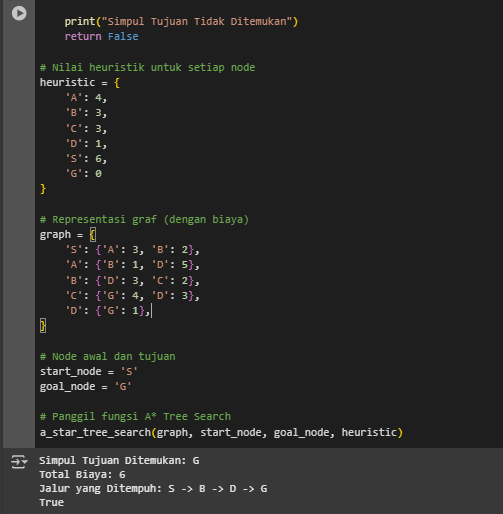 print("Simpul Tujuan Tidak Ditemukan")
return False
# Nilai heuristik untuk setiap node
heuristic = {
'A': 4,
'B': 3,
'C': 3,
'D': 1,
'S': 6,
'G': 0
}
# Representasi graf (dengan biaya)
graph = {
'S': {'A': 3, 'B': 2},
'A': {'B': 1, 'D': 5},
'B': {'D': 3, 'C': 2},
'C': {'G': 4, 'D': 3},
'D': {'G': 1},
}
# Node awal dan tujuan
start_node = 'S'
goal_node = 'G'
# Panggil fungsi A* Tree Search
a_star_tree_search(graph, start_node, goal_node, heuristic)
Simpul Tujuan Ditemukan: G
Total Biaya: 6
Jalur yang Ditempuh: S -> B -> D -> G
True